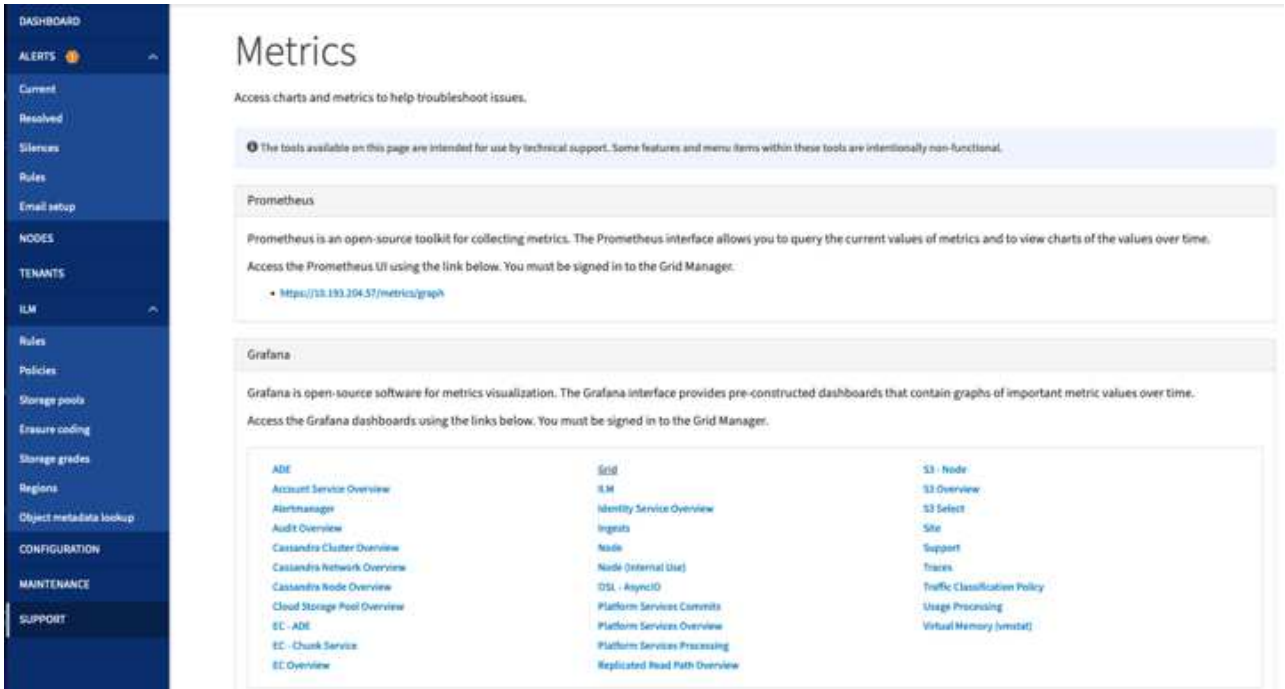 DASHBOARD
ALERTS
Current
Resolved
Silences
Rules
Email setup
NODES
TENANTS
ILM
Rules
Policies
Storage pools
Erasure coding
Storage grades
Regions
Object metadata lookup
CONFIGURATION
MAINTENANCE
SUPPORT
Metrics
Access charts and metrics to help troubleshoot issues.
The tools available on this page are intended for use by technical support. Some features and menu items within these tools are intentionally non-functional.
Prometheus
Prometheus is an open-source toolkit for collecting metrics. The Prometheus interface allows you to query the current values of metrics and to view charts of the values over time.
Access the Prometheus UI using the link below. You must be signed in to the Grid Manager.
• https://10.193.204.57/metrics/graph
Grafana
Grafana is open-source software for metrics visualization. The Grafana interface provides pre-constructed dashboards that contain graphs of important metric values over time.
Access the Grafana dashboards using the links below. You must be signed in to the Grid Manager.
ADE
Account Service Overview
Alertmanager
Audit Overview
Cassandra Cluster Overview
Cassandra Network Overview
Cassandra Node Overview
Cloud Storage Pool Overview
EC - ADE
EC - Chunk Service
EC Overview
Grid
ILM
Identity Service Overview
Ingests
Node
Node (Internal Use)
OSL - AsyncIO
Platform Services Commits
Platform Services Overview
Platform Services Processing
Replicated Read Path Overview
S3 - Node
S3 Overview
S3 Select
Site
Support
Traces
Traffic Classification Policy
Usage Processing
Virtual Memory (vmstat)